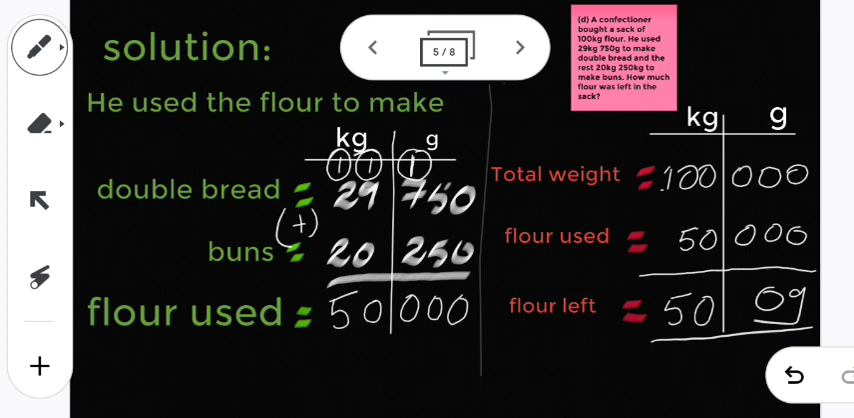 5 / 8
(d) A confectioner
bought a sack of
100kg flour. He used
29kg 750g to make
double bread and the
rest 20kg 250kg to
make buns. How much
flour was left in the
sack?
solution:
He used the flour to make
kg g
1 1 1
double bread = 29 750
(+)
buns = 20 250
flour used = 50 000
kg g
Total weight = 100 000
flour used = 50 000
flour left = 50 0g